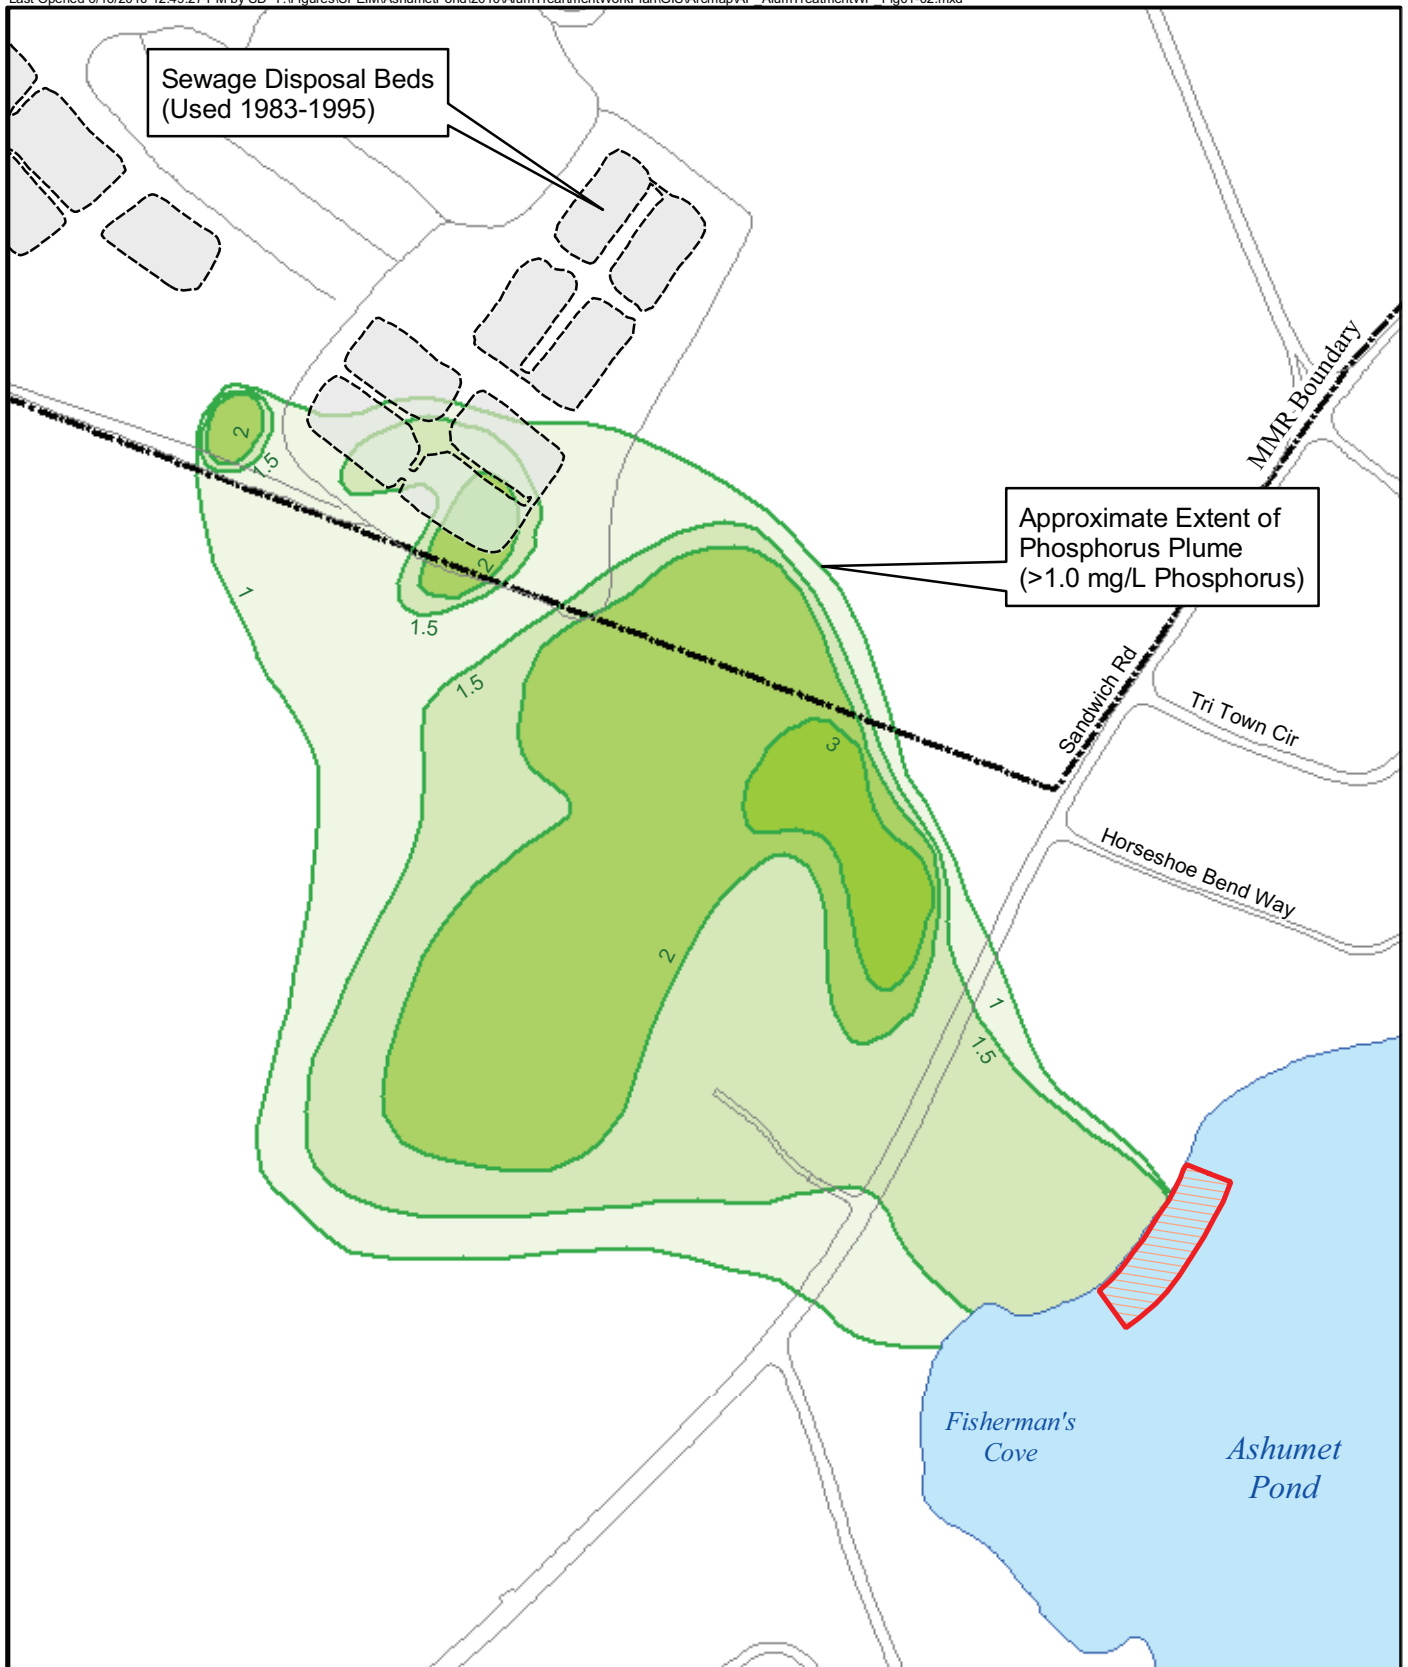 Sewage Disposal Beds
(Used 1983-1995)
MMR Boundary
2
1.5
Approximate Extent of
Phosphorus Plume
(>1.0 mg/L Phosphorus)
2
1
1.5
1.5
Sandwich Rd
Tri Town Cir
3
Horseshoe Bend Way
2
1
1.5
Fisherman's
Cove
Ashumet
Pond